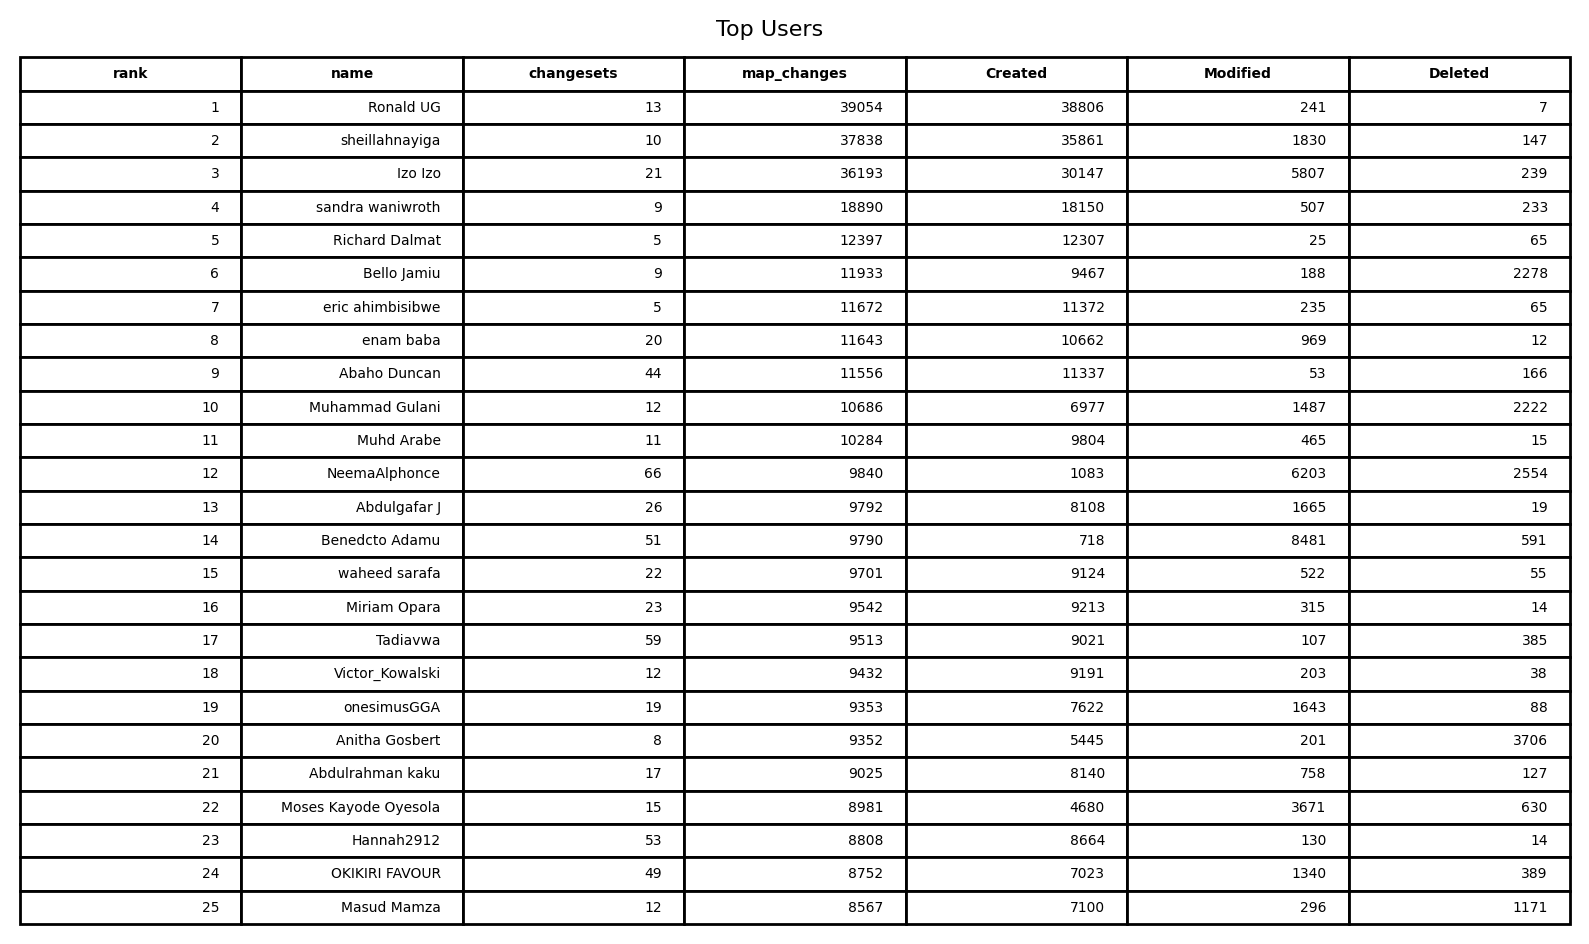 Top Users
rank name changesets map_changes Created Modified Deleted
1 Ronald UG 13 39054 38806 241 7
2 sheillahnayiga 10 37838 35861 1830 147
3 Izo Izo 21 36193 30147 5807 239
4 sandra waniwroth 9 18890 18150 507 233
5 Richard Dalmat 5 12397 12307 25 65
6 Bello Jamiu 9 11933 9467 188 2278
7 eric ahimbisibwe 5 11672 11372 235 65
8 enam baba 20 11643 10662 969 12
9 Abaho Duncan 44 11556 11337 53 166
10 Muhammad Gulani 12 10686 6977 1487 2222
11 Muhd Arabe 11 10284 9804 465 15
12 NeemaAlphonce 66 9840 1083 6203 2554
13 Abdulgafar J 26 9792 8108 1665 19
14 Benedcto Adamu 51 9790 718 8481 591
15 waheed sarafa 22 9701 9124 522 55
16 Miriam Opara 23 9542 9213 315 14
17 Tadiavwa 59 9513 9021 107 385
18 Victor_Kowalski 12 9432 9191 203 38
19 onesimusGGA 19 9353 7622 1643 88
20 Anitha Gosbert 8 9352 5445 201 3706
21 Abdulrahman kaku 17 9025 8140 758 127
22 Moses Kayode Oyesola 15 8981 4680 3671 630
23 Hannah2912 53 8808 8664 130 14
24 OKIKIRI FAVOUR 49 8752 7023 1340 389
25 Masud Mamza 12 8567 7100 296 1171